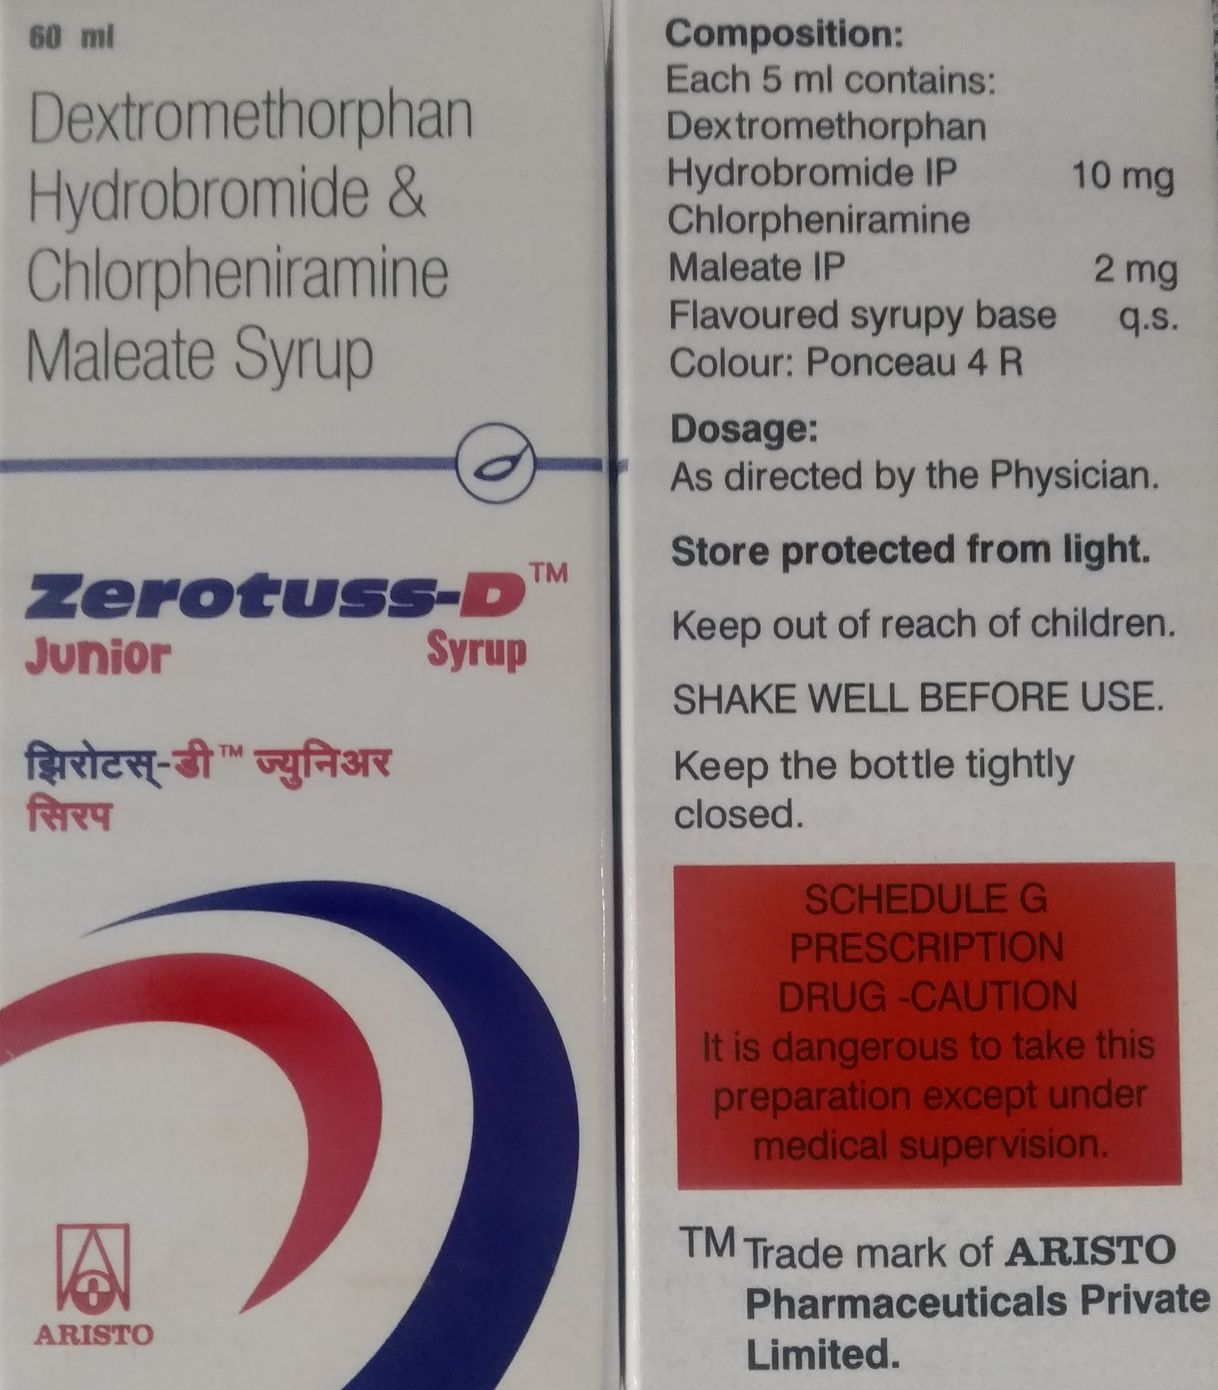 60 ml
Dextromethorphan
Hydrobromide &
Chlorpheniramine
Maleate Syrup
Zerotuss-D™
Junior Syrup
झिरोटस्-डी™ ज्युनिअर
सिरप
ARISTO
Composition:
Each 5 ml contains:
Dextromethorphan
Hydrobromide IP 10 mg
Chlorpheniramine
Maleate IP 2 mg
Flavoured syrupy base q.s.
Colour: Ponceau 4 R
Dosage:
As directed by the Physician.
Store protected from light.
Keep out of reach of children.
SHAKE WELL BEFORE USE.
Keep the bottle tightly
closed.
SCHEDULE G
PRESCRIPTION
DRUG -CAUTION
It is dangerous to take this
preparation except under
medical supervision.
TM Trade mark of ARISTO
Pharmaceuticals Private
Limited.